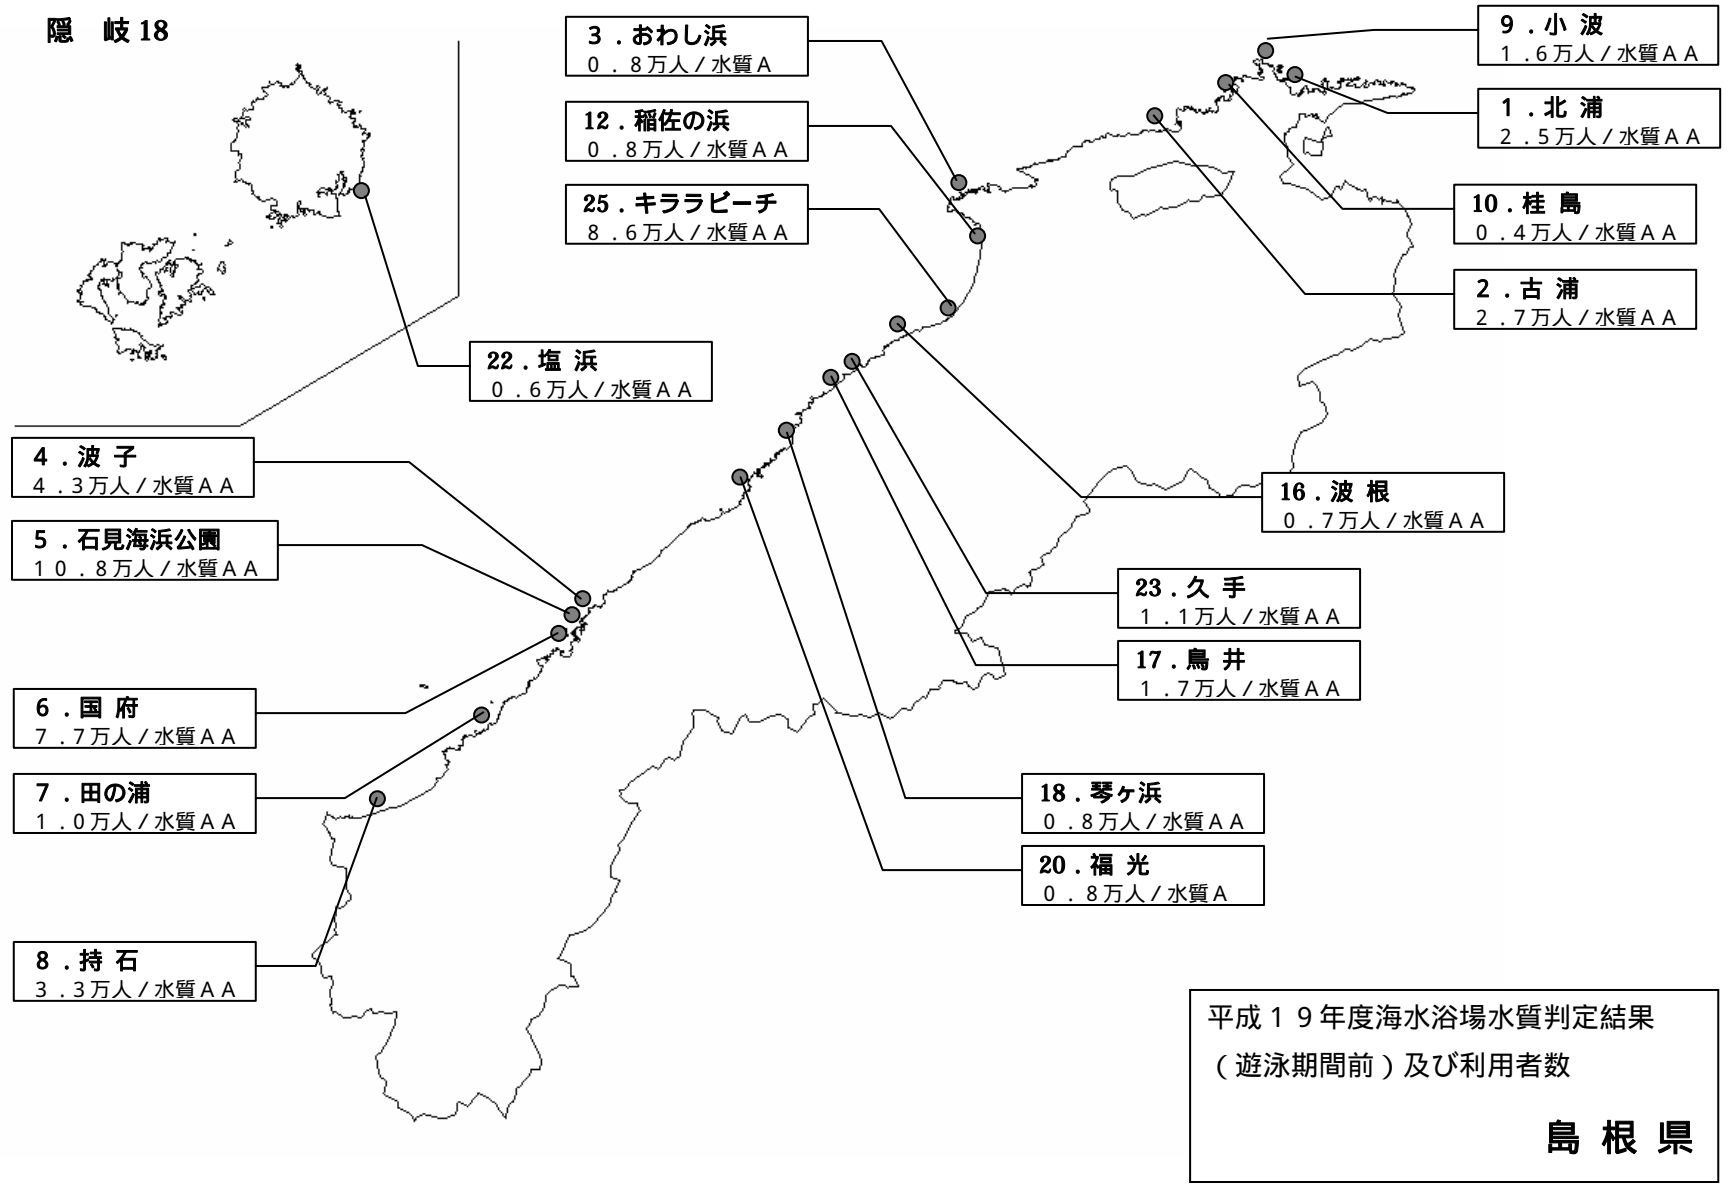 隠 岐18
3．おわし浜
0．8万人/水質A
12．稲佐の浜
0．8万人/水質AA
25．キララビーチ
8．6万人/水質AA
9．小 波
1．6万人/水質AA
1．北 浦
2．5万人/水質AA
10．桂 島
0．4万人/水質AA
2．古 浦
2．7万人/水質AA
22．塩 浜
0．6万人/水質AA
4．波 子
4．3万人/水質AA
5．石見海浜公園
10．8万人/水質AA
6．国 府
7．7万人/水質AA
7．田の浦
1．0万人/水質AA
8．持 石
3．3万人/水質AA
16．波 根
0．7万人/水質AA
23．久 手
1．1万人/水質AA
17．鳥 井
1．7万人/水質AA
18．琴ヶ浜
0．8万人/水質AA
20．福 光
0．8万人/水質A
平成19年度海水浴場水質判定結果
（遊泳期間前）及び利用者数
島 根 県